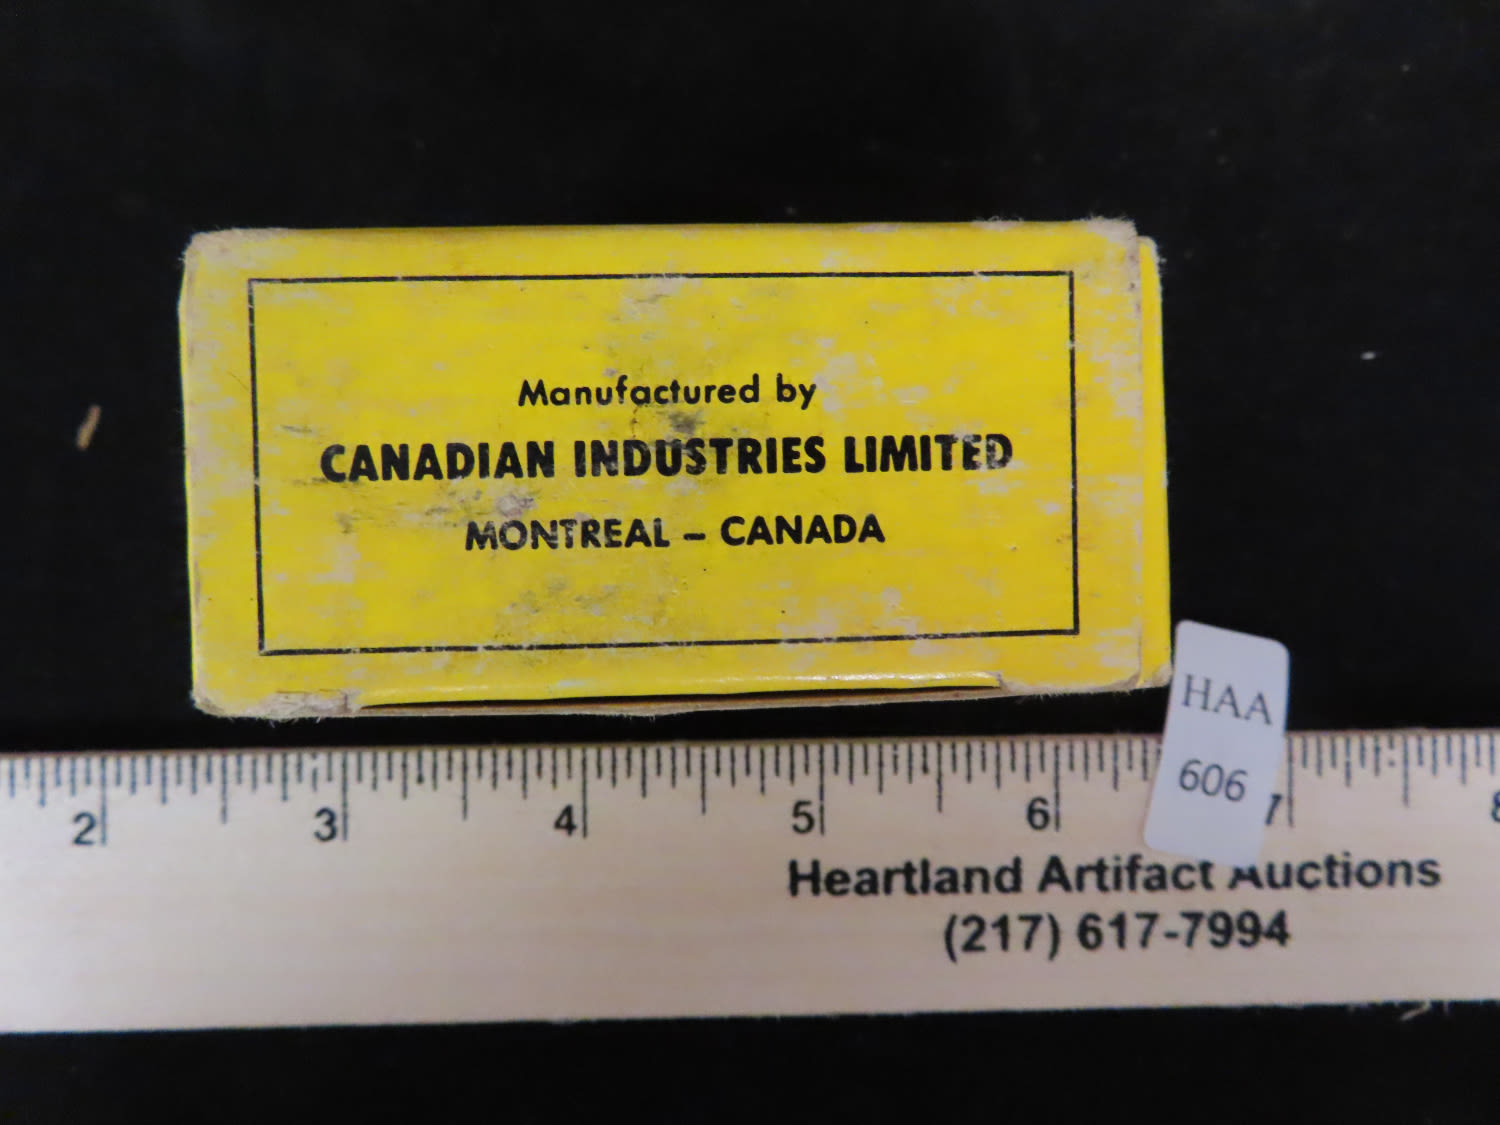 Manufactured by
CANADIAN INDUSTRIES LIMITED
MONTREAL – CANADA
HAA
606
2 3 4 5 6 7 8
Heartland Artifact Auctions
(217) 617-7994